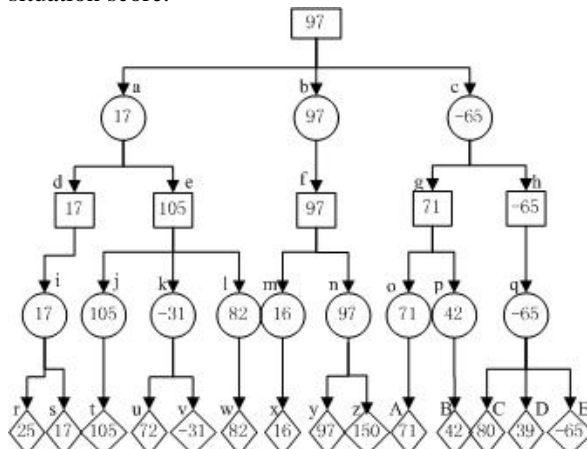 situation score.
97
a b c
17 97 -65
d e f g h
17 105 97 71 -65
i j k l m n o p q
17 105 -31 82 16 97 71 42 -65
r s t u v w x y z A B C D E
25 17 105 72 -31 82 16 97 150 71 42 80 39 -65